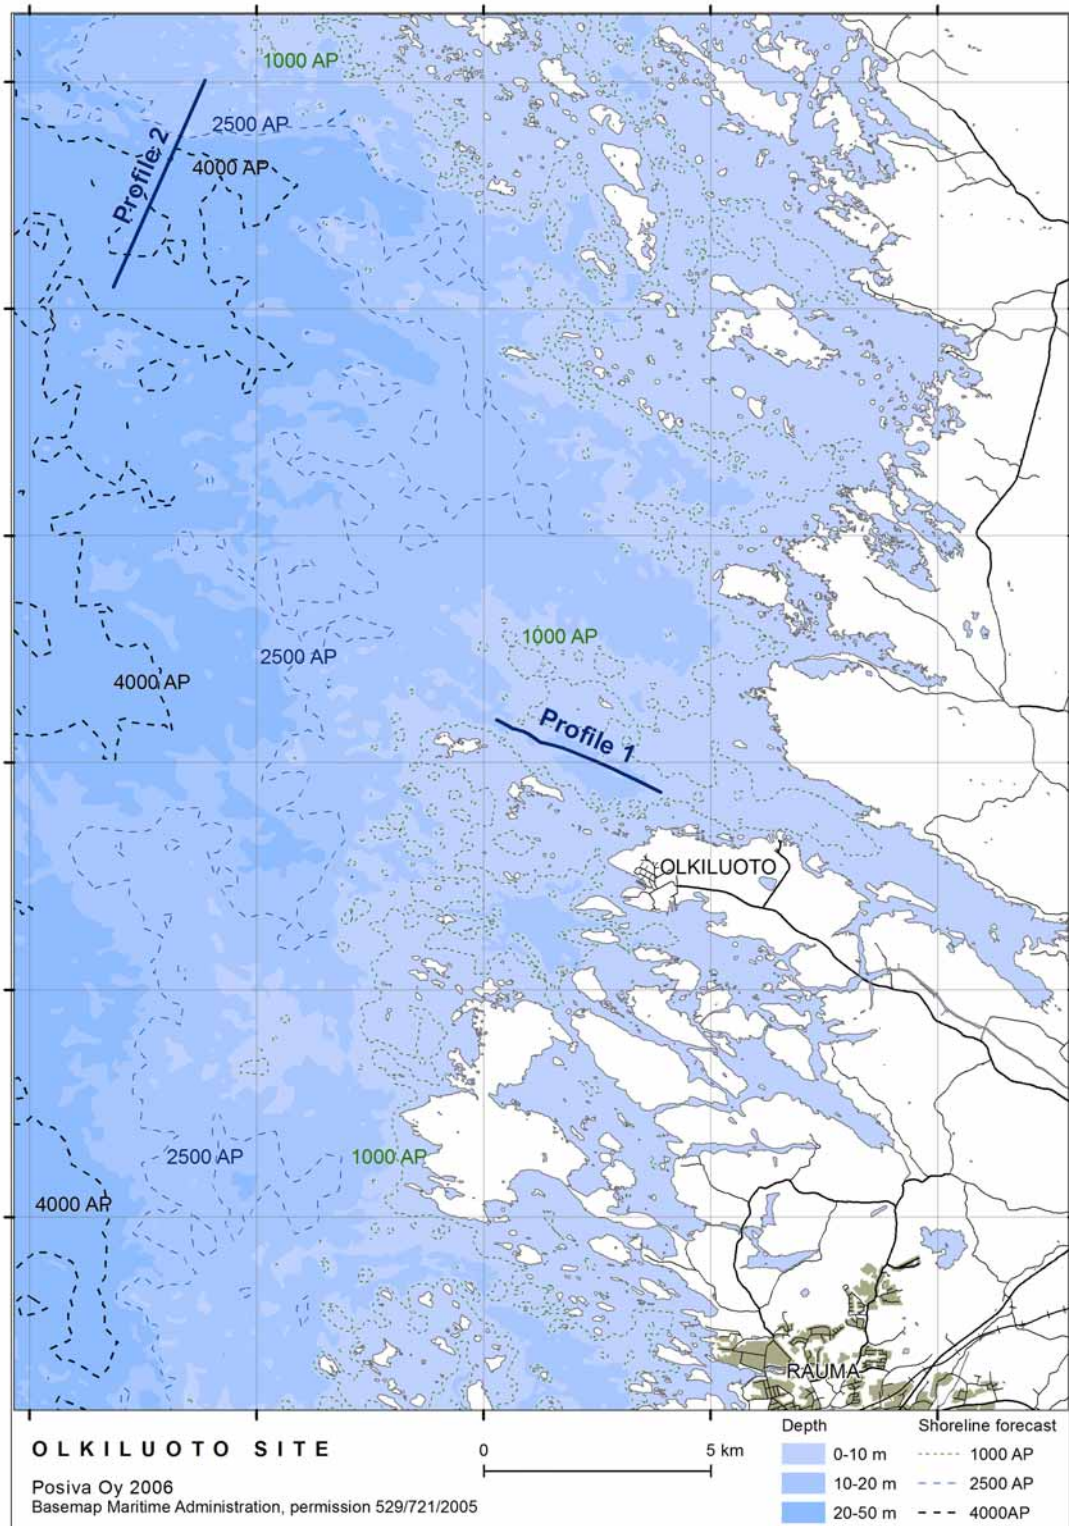 1000 AP
2500 AP
4000 AP
Profile 2
1000 AP
2500 AP
4000 AP
Profile 1
OLKILUOTO
2500 AP
1000 AP
4000 AP
RAUMA
OLKILUOTO SITE
Posiva Oy 2006
Basemap Maritime Administration, permission 529/721/2005
0 5 km
Depth
0-10 m
10-20 m
20-50 m
Shoreline forecast
1000 AP
2500 AP
4000AP